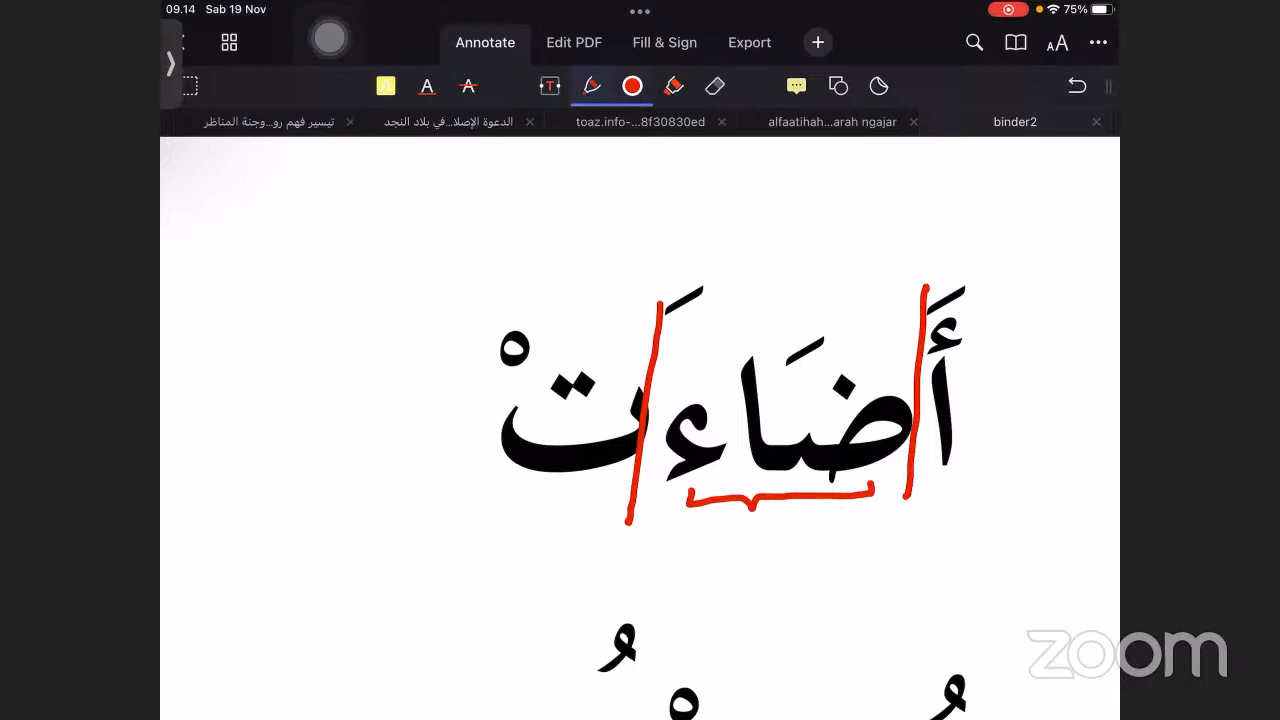 09.14 Sab 19 Nov 75%
Annotate Edit PDF Fill & Sign Export
تيسير فهم رو...وجنة المناظر الدعوة الإصلا...في بلاد النجد toaz.info-...8f30830ed alfaatihah...arah ngajar binder2
أَضَاءَتْ
zoom